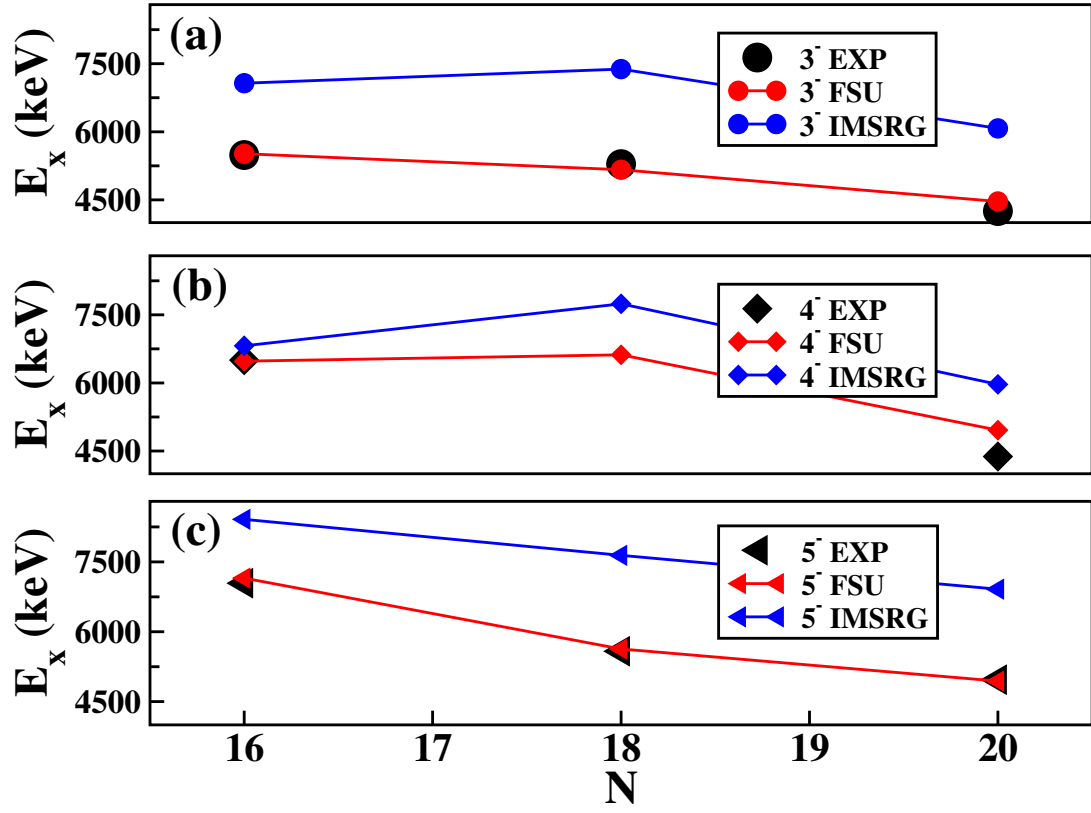 (a)
E_x (keV)
7500
6000
4500
3^- EXP
3^- FSU
3^- IMSRG
(b)
E_x (keV)
7500
6000
4500
4^- EXP
4^- FSU
4^- IMSRG
(c)
E_x (keV)
7500
6000
4500
5^- EXP
5^- FSU
5^- IMSRG
16 17 18 19 20
N